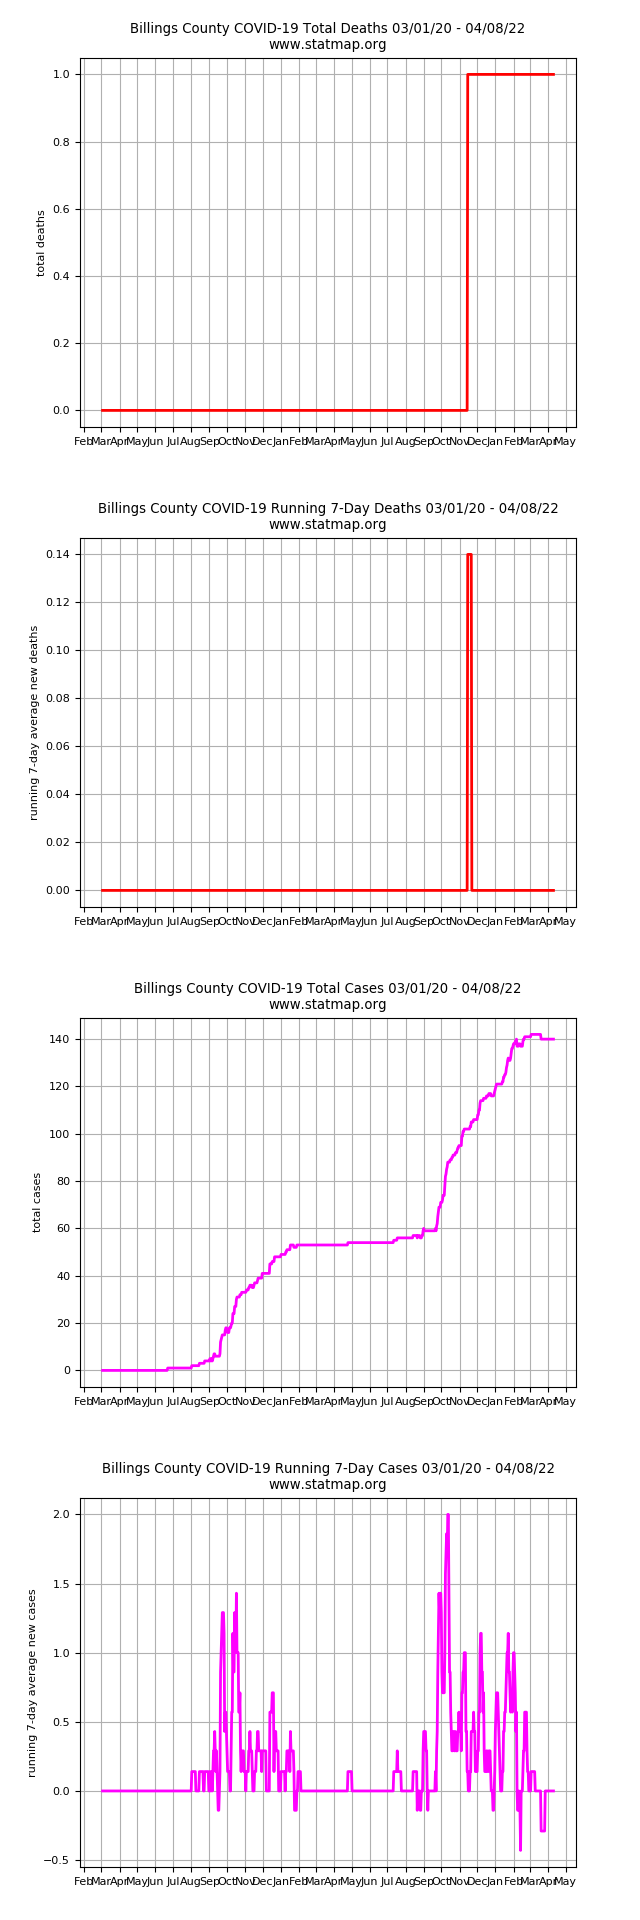 Billings County COVID-19 Total Deaths 03/01/20 - 04/08/22
www.statmap.org
1.0
0.8
0.6
0.4
0.2
0.0
total deaths
Feb Mar Apr May Jun Jul Aug Sep Oct Nov Dec Jan Feb Mar Apr May Jun Jul Aug Sep Oct Nov Dec Jan Feb Mar Apr May
Billings County COVID-19 Running 7-Day Deaths 03/01/20 - 04/08/22
www.statmap.org
0.14
0.12
0.10
0.08
0.06
0.04
0.02
0.00
running 7-day average new deaths
Feb Mar Apr May Jun Jul Aug Sep Oct Nov Dec Jan Feb Mar Apr May Jun Jul Aug Sep Oct Nov Dec Jan Feb Mar Apr May
Billings County COVID-19 Total Cases 03/01/20 - 04/08/22
www.statmap.org
140
120
100
80
60
40
20
0
total cases
Feb Mar Apr May Jun Jul Aug Sep Oct Nov Dec Jan Feb Mar Apr May Jun Jul Aug Sep Oct Nov Dec Jan Feb Mar Apr May
Billings County COVID-19 Running 7-Day Cases 03/01/20 - 04/08/22
www.statmap.org
2.0
1.5
1.0
0.5
0.0
−0.5
running 7-day average new cases
Feb Mar Apr May Jun Jul Aug Sep Oct Nov Dec Jan Feb Mar Apr May Jun Jul Aug Sep Oct Nov Dec Jan Feb Mar Apr May